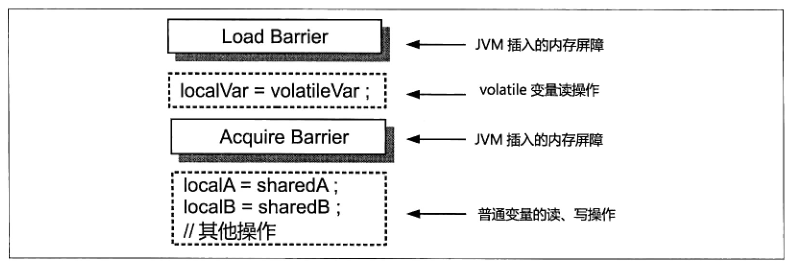 Load Barrier
JVM 插入的内存屏障
localVar = volatileVar ;
volatile 变量读操作
Acquire Barrier
JVM 插入的内存屏障
localA = sharedA ;
localB = sharedB ;
// 其他操作
普通变量的读、写操作